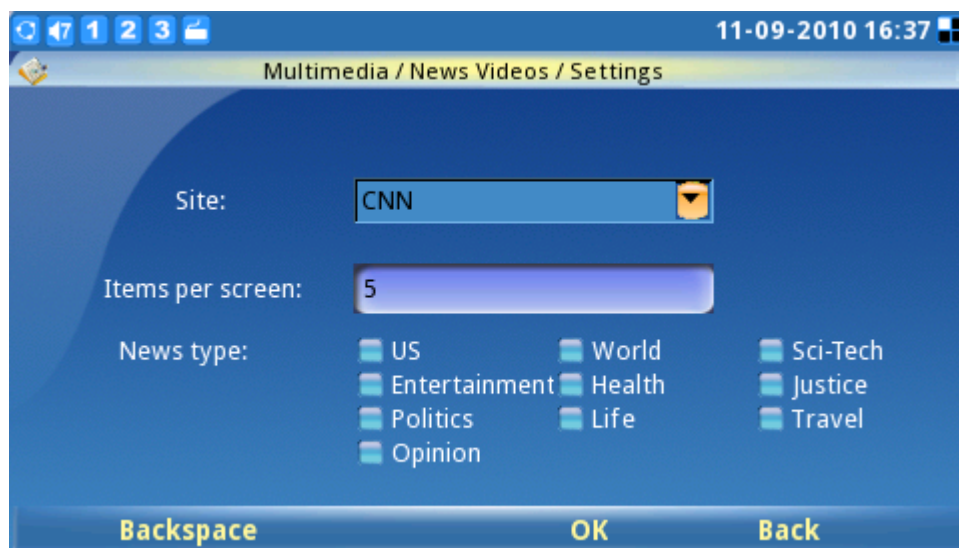 7 1 2 3 11-09-2010 16:37
Multimedia / News Videos / Settings
Site: CNN
Items per screen: 5
News type: US World Sci-Tech
Entertainment Health Justice
Politics Life Travel
Opinion
Backspace OK Back